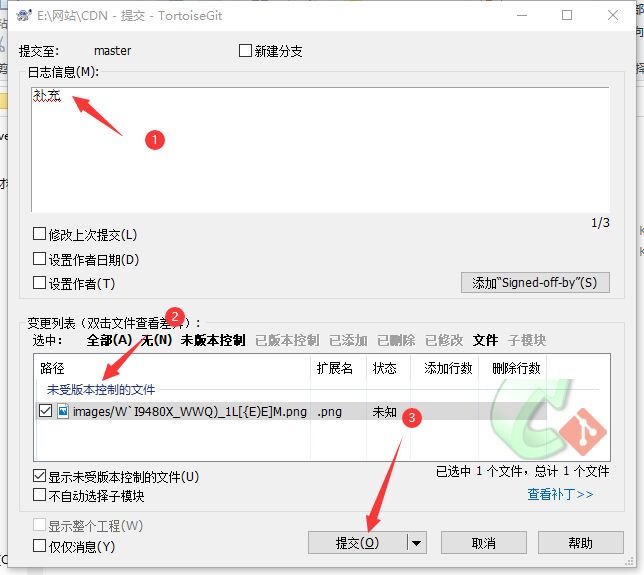 E:\网站\CDN - 提交 - TortoiseGit
提交至: master 新建分支
日志信息(M):
补充
1
1/3
修改上次提交(L)
设置作者日期(D)
设置作者(T) 添加"Signed-off-by"(S)
2
变更列表（双击文件查看差异）:
选中: 全部(A) 无(N) 未版本控制 已版本控制 已添加 已删除 已修改 文件 子模块
路径 扩展名 状态 添加行数 删除行数
未受版本控制的文件
images/W`I9480X_WWQ)_1L[{E)E]M.png .png 未知
3
显示未受版本控制的文件(U) 已选中 1 个文件，总计 1 个文件
不自动选择子模块 查看补丁>>
显示整个工程(W)
仅仅消息(Y) 提交(O) 取消 帮助